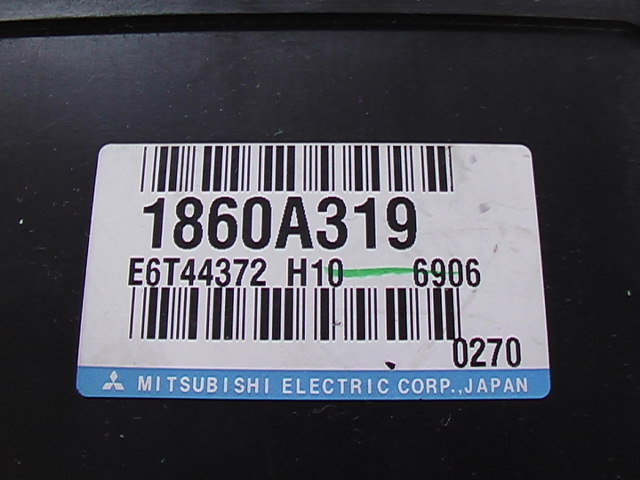 1860A319
E6T44372 H10 6906
0270
MITSUBISHI ELECTRIC CORP.,JAPAN